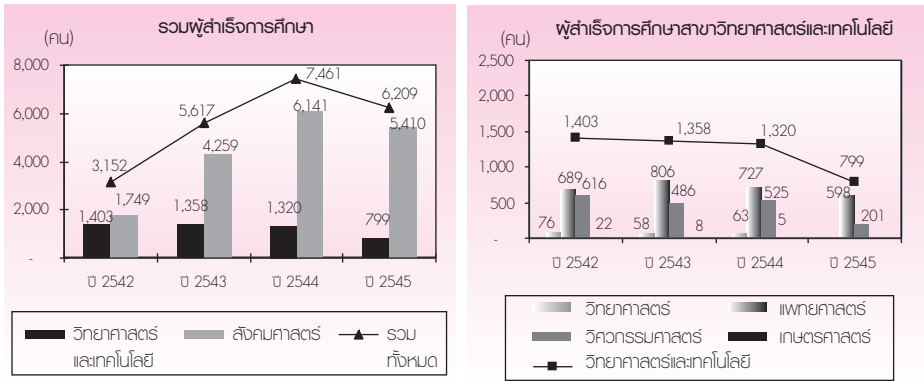 รวมผู้สำเร็จการศึกษา
(คน)
8,000
6,000
4,000
2,000
-
3,152
5,617
7,461
6,209
1,403
1,749
1,358
4,259
1,320
6,141
799
5,410
ปี 2542
ปี 2543
ปี 2544
ปี 2545
วิทยาศาสตร์
และเทคโนโลยี
สังคมศาสตร์
รวม
ทั้งหมด
ผู้สำเร็จการศึกษาสาขาวิทยาศาสตร์และเทคโนโลยี
(คน)
2,500
2,000
1,500
1,000
500
-
1,403
1,358
1,320
799
76
689
616
22
58
806
486
8
63
727
525
5
598
201
ปี 2542
ปี 2543
ปี 2544
ปี 2545
วิทยาศาสตร์
แพทยศาสตร์
วิศวกรรมศาสตร์
เกษตรศาสตร์
วิทยาศาสตร์และเทคโนโลยี